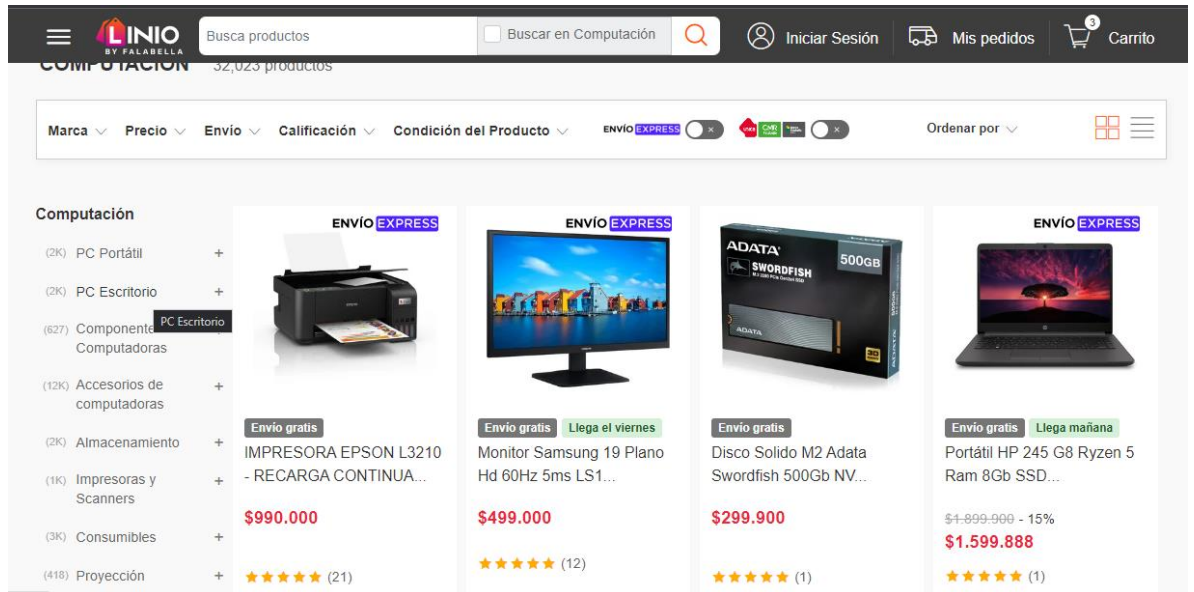 LINIO
BY FALABELLA
Busca productos
Buscar en Computación
Iniciar Sesión
Mis pedidos
3
Carrito
COMPUTACIÓN 32,023 productos
Marca
Precio
Envío
Calificación
Condición del Producto
ENVÍO EXPRESS
CMR
Ordenar por
Computación
(2K) PC Portátil +
(2K) PC Escritorio +
PC Escritorio
(627) Componente
Computadoras
(12K) Accesorios de +
computadoras
(2K) Almacenamiento +
(1K) Impresoras y +
Scanners
(3K) Consumibles +
(418) Proyección +
ENVÍO EXPRESS
EPSON
Envío gratis
IMPRESORA EPSON L3210
- RECARGA CONTINUA...
$990.000
(21)
ENVÍO EXPRESS
Envío gratis Llega el viernes
Monitor Samsung 19 Plano
Hd 60Hz 5ms LS1...
$499.000
(12)
ADATA
SWORDFISH
500GB
ADATA
3D
Envío gratis
Disco Solido M2 Adata
Swordfish 500Gb NV...
$299.900
(1)
ENVÍO EXPRESS
Envío gratis Llega mañana
Portátil HP 245 G8 Ryzen 5
Ram 8Gb SSD...
$1.899.900 - 15%
$1.599.888
(1)